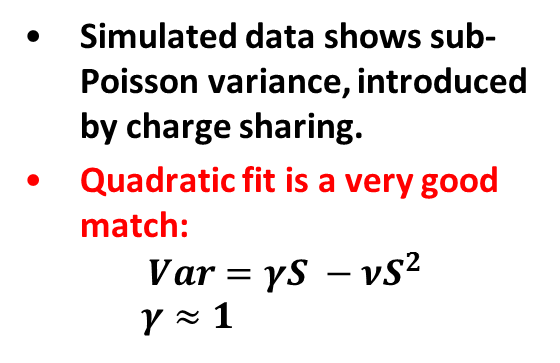 • Simulated data shows sub-
Poisson variance, introduced
by charge sharing.
• Quadratic fit is a very good
match:
Var = γS − νS²
γ ≈ 1